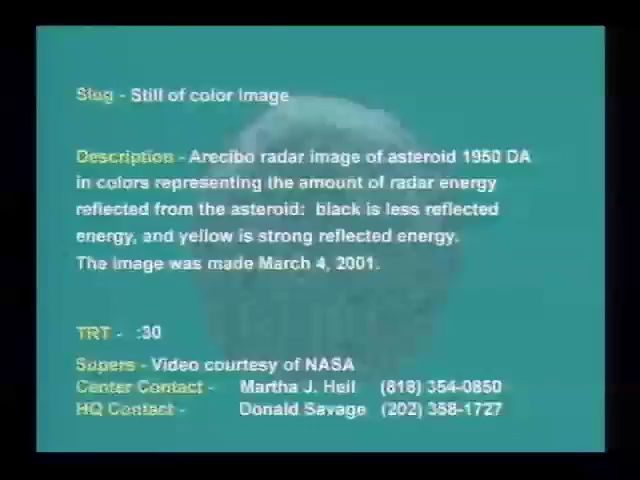 Slug - Still of color image
Description - Arecibo radar image of asteroid 1950 DA
in colors representing the amount of radar energy
reflected from the asteroid: black is less reflected
energy, and yellow is strong reflected energy.
The image was made March 4, 2001.
TRT - :30
Supers - Video courtesy of NASA
Center Contact - Martha J. Heil (818) 354-0850
HQ Contact - Donald Savage (202) 358-1727